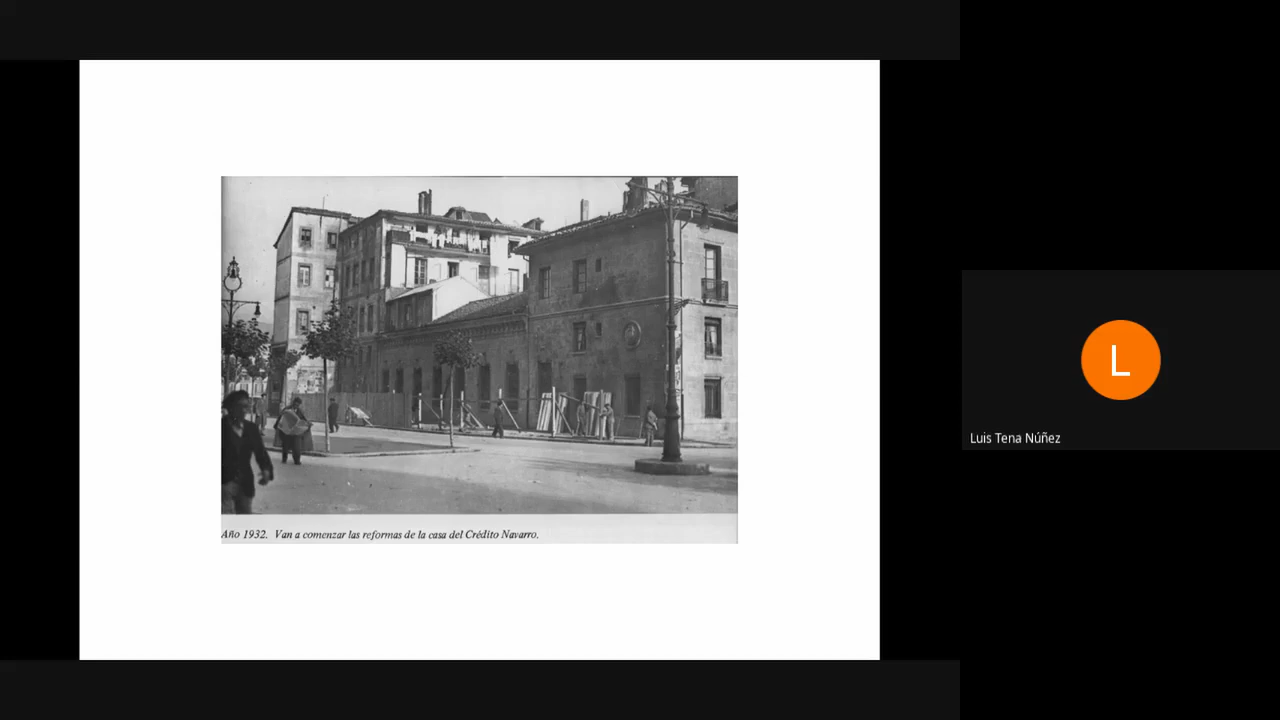 Año 1932. Van a comenzar las reformas de la casa del Crédito Navarro.
L
Luis Tena Núñez